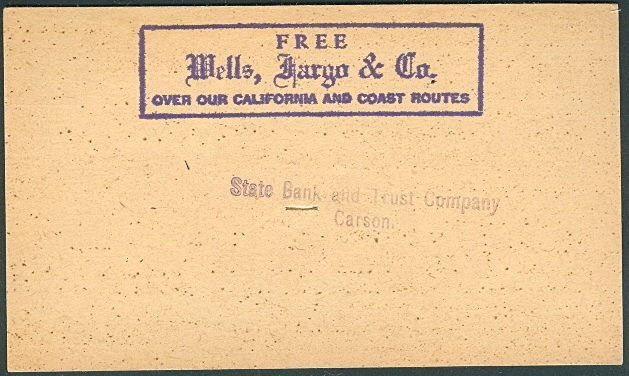 FREE
Wells, Fargo & Co.
OVER OUR CALIFORNIA AND COAST ROUTES
State Bank and Trust Company
Carson.